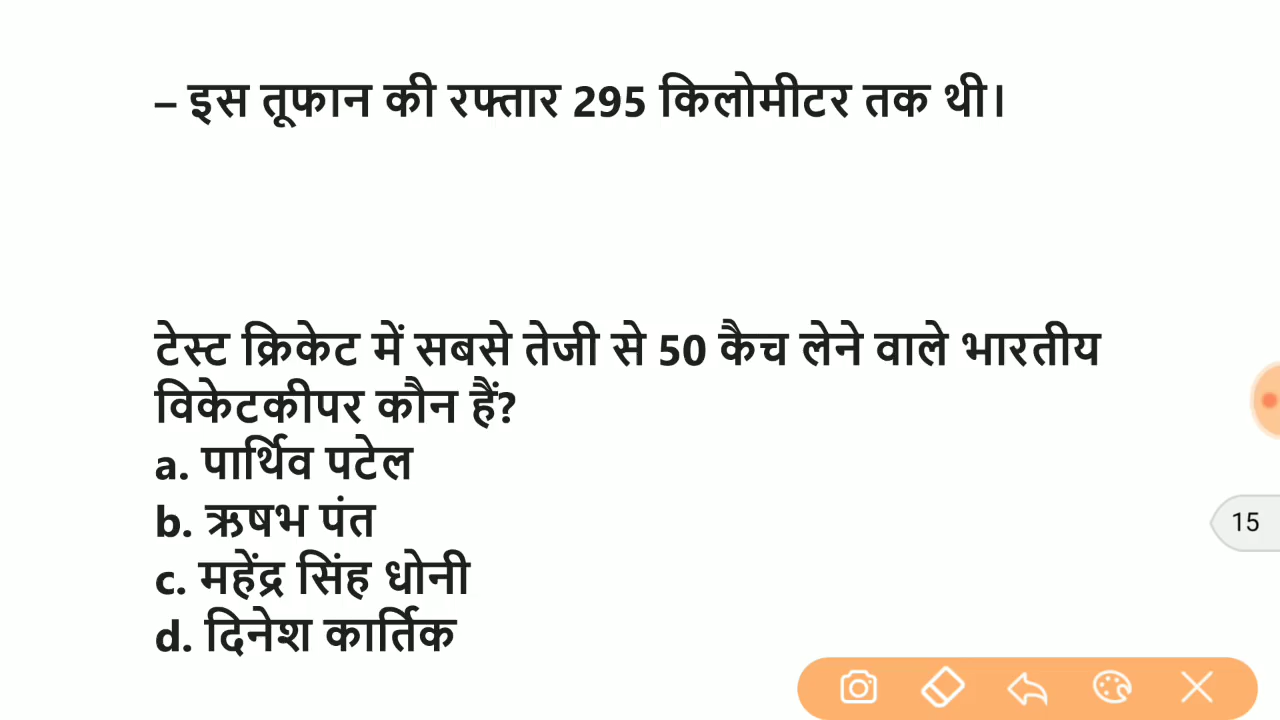 – इस तूफान की रफ्तार 295 किलोमीटर तक थी।
टेस्ट क्रिकेट में सबसे तेजी से 50 कैच लेने वाले भारतीय
विकेटकीपर कौन हैं?
a. पार्थिव पटेल
b. ऋषभ पंत
c. महेंद्र सिंह धोनी
d. दिनेश कार्तिक
15